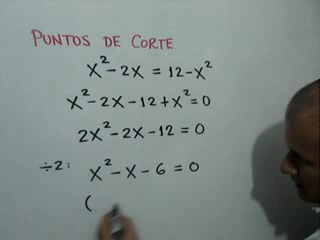 PUNTOS DE CORTE
x² - 2x = 12 - x²
x² - 2x - 12 + x² = 0
2x² - 2x - 12 = 0
÷2: x² - x - 6 = 0
(